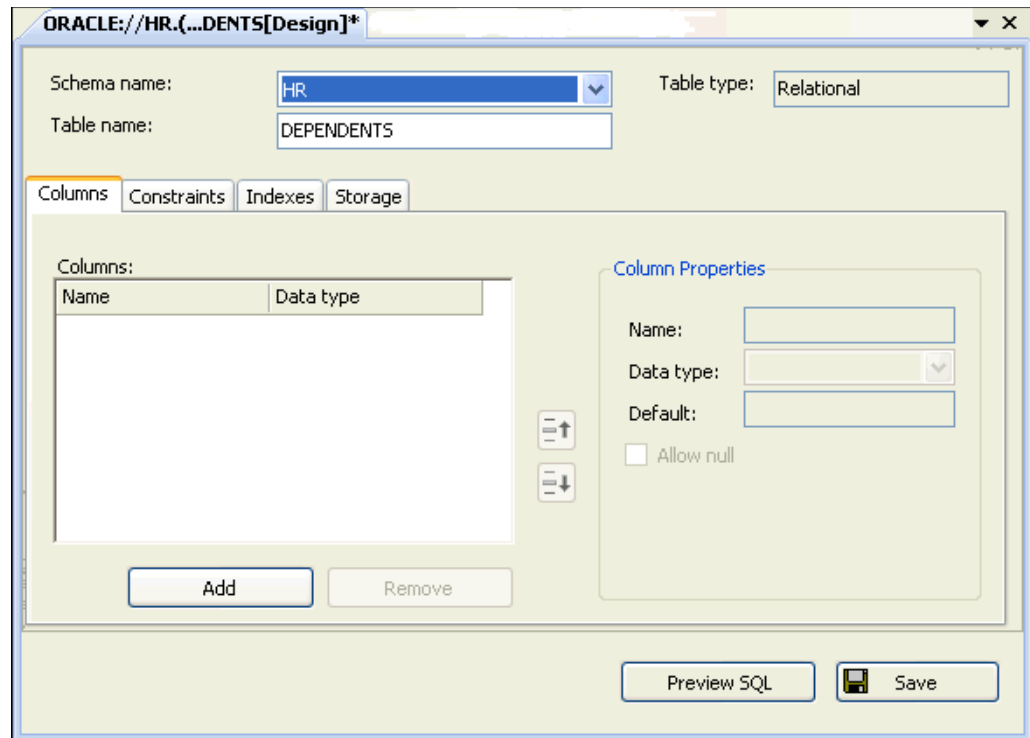 ORACLE://HR.(...DENTS[Design]*
Schema name: HR Table type: Relational
Table name: DEPENDENTS
Columns Constraints Indexes Storage
Columns: Column Properties
Name Data type
Name:
Data type:
Default:
Allow null
Add Remove
Preview SQL Save